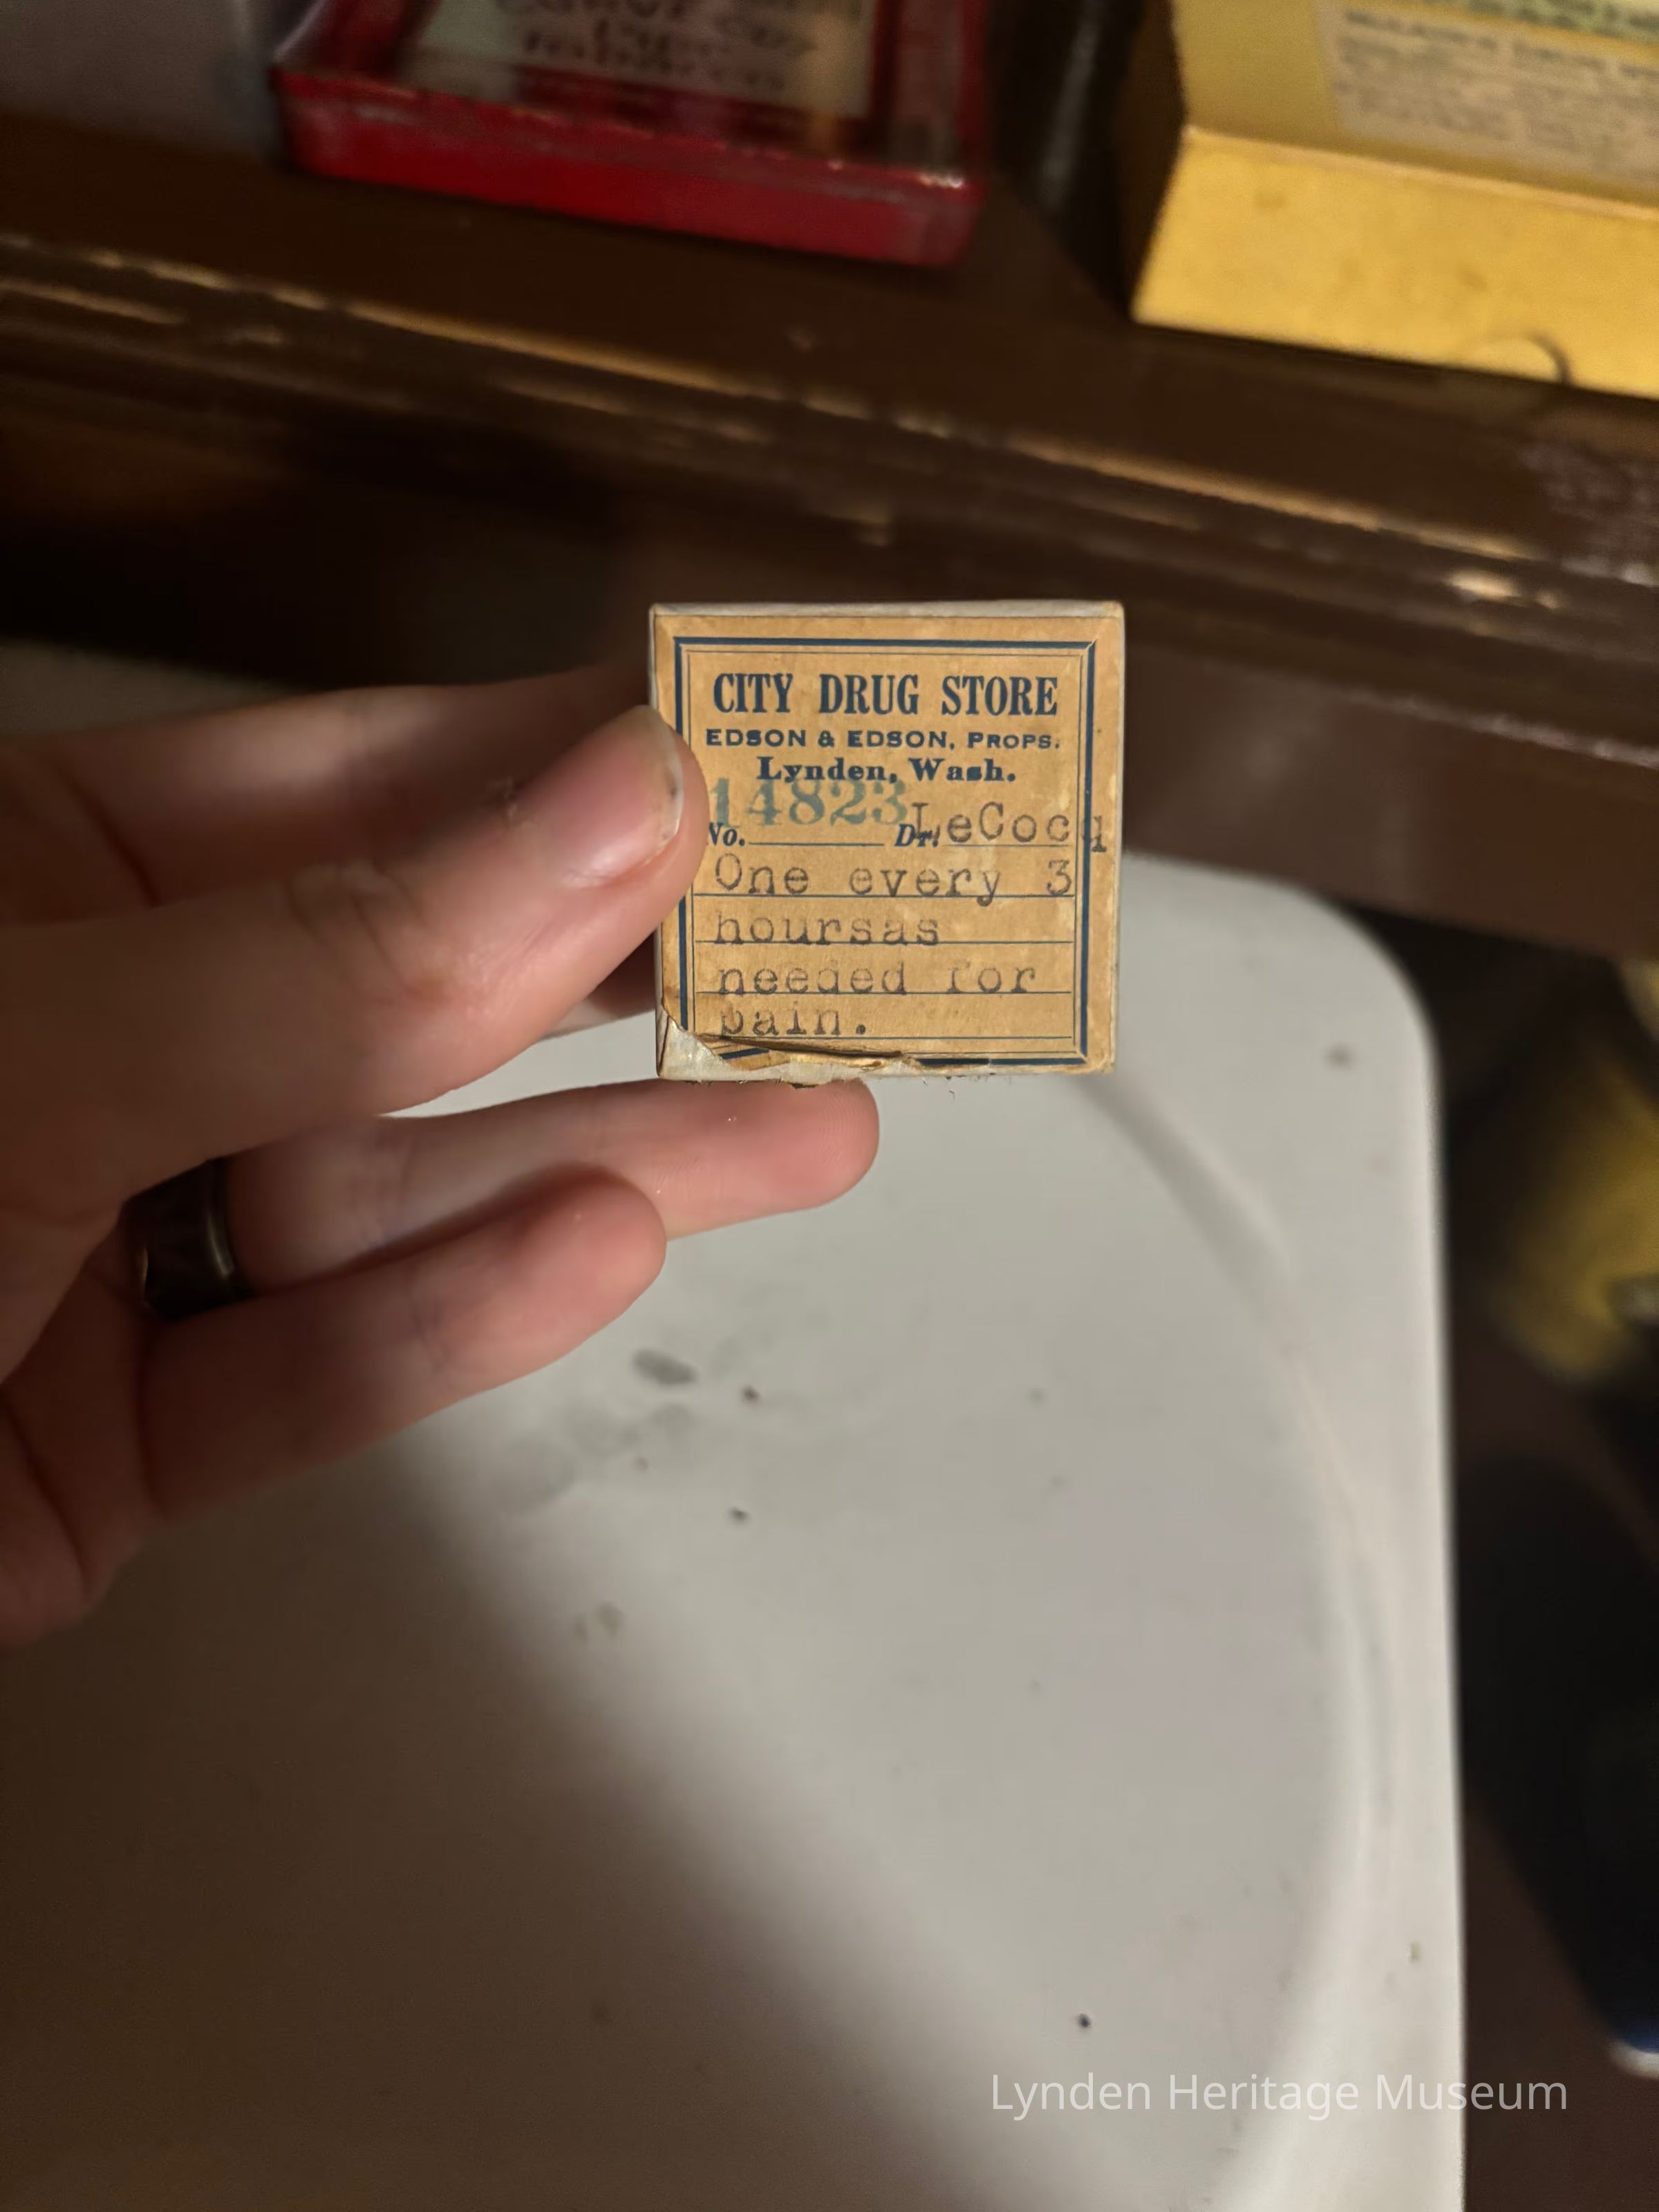 CITY DRUG STORE
EDSON & EDSON, PROPS.
Lynden, Wash.
No. 14823 Dr. LeCocq
One every 3
hoursas
needed for
pain.
Lynden Heritage Museum